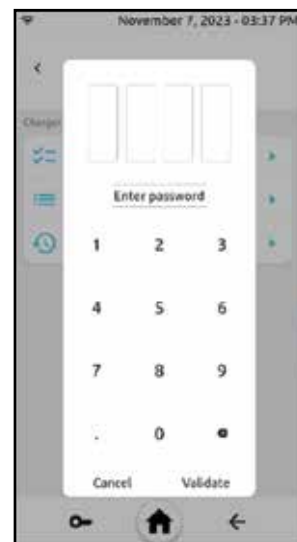 November 7, 2023 - 03:37 PM
Charger
Enter password
1 2 3
4 5 6
7 8 9
. 0
Cancel Validate